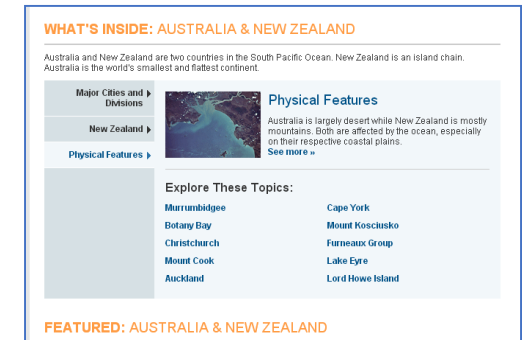 WHAT'S INSIDE: AUSTRALIA & NEW ZEALAND
Australia and New Zealand are two countries in the South Pacific Ocean. New Zealand is an island chain.
Australia is the world's smallest and flattest continent.
Major Cities and
Divisions
New Zealand
Physical Features
Physical Features
Australia is largely desert while New Zealand is mostly
mountains. Both are affected by the ocean, especially
on their respective coastal plains.
See more »
Explore These Topics:
Murrumbidgee
Cape York
Botany Bay
Mount Kosciusko
Christchurch
Furneaux Group
Mount Cook
Lake Eyre
Auckland
Lord Howe Island
FEATURED: AUSTRALIA & NEW ZEALAND